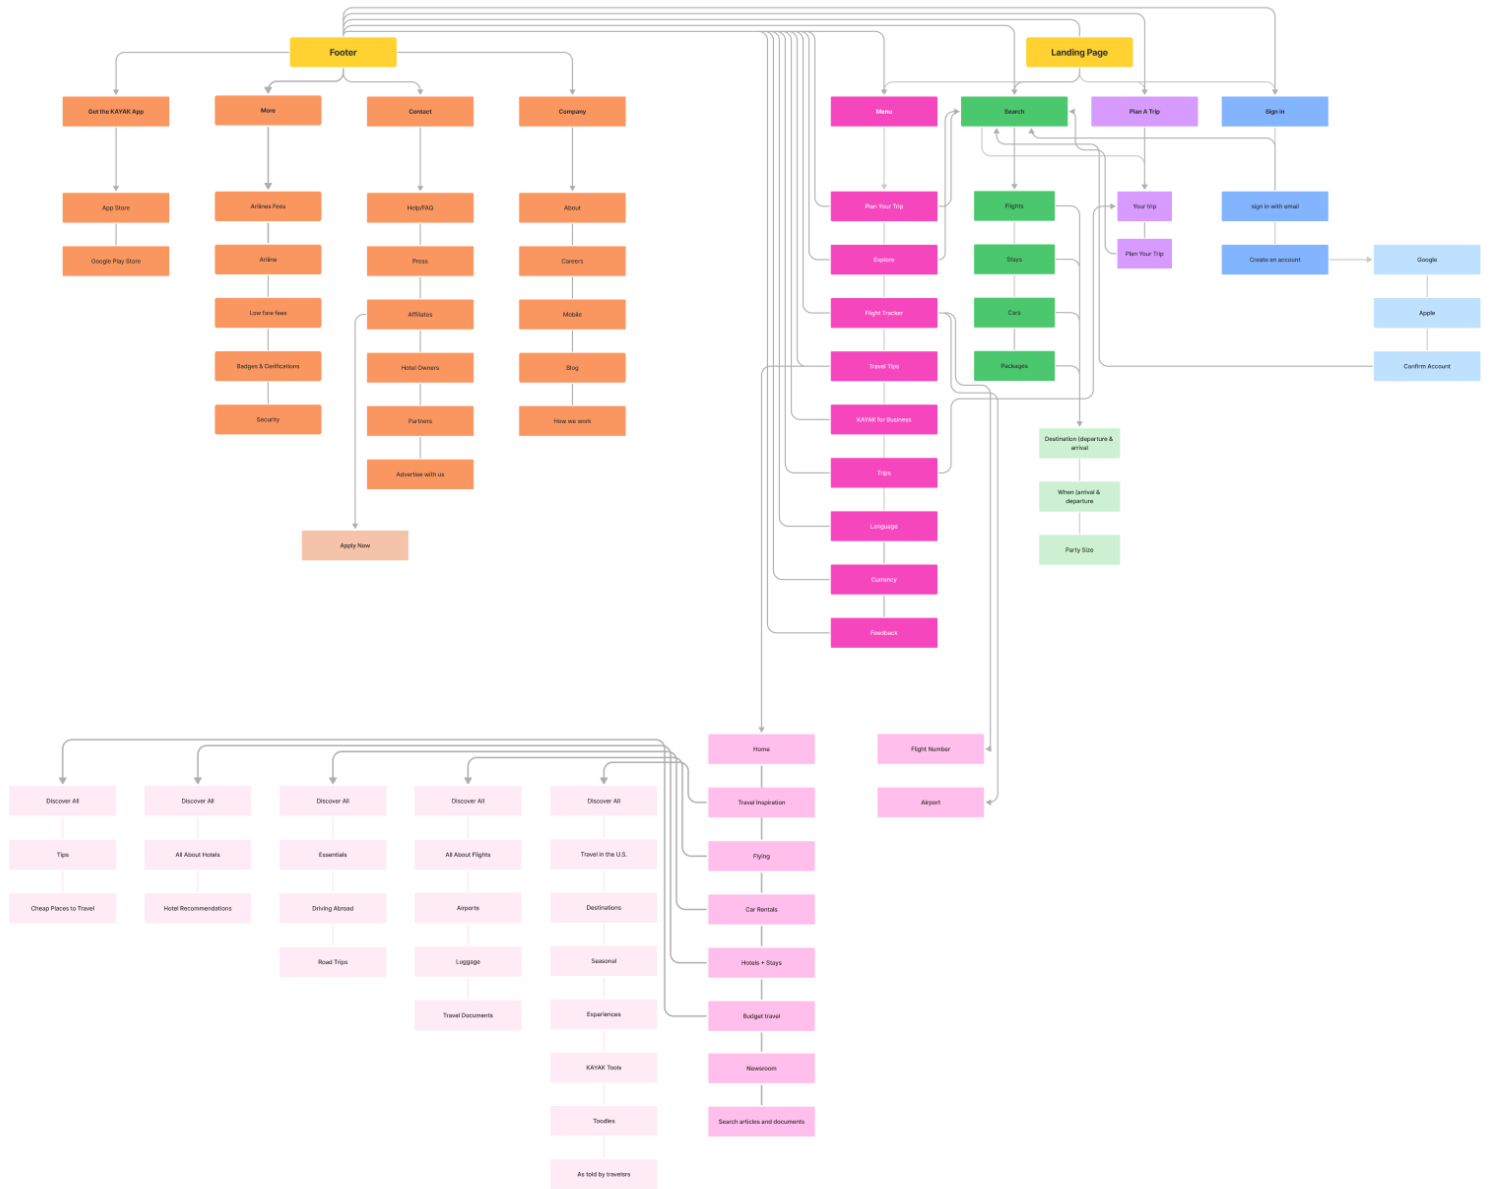 Footer
Landing Page
Get the KAYAK App
More
Contact
Company
Menu
Search
Plan A Trip
Sign in
App Store
Google Play Store
Arlines Fees
Arline
Low fare fees
Badges & Cerifications
Security
Help/FAQ
Press
Affiliates
Hotel Owners
Partners
Advertise with us
Apply Now
About
Careers
Mobile
Blog
How we work
Plan Your Trip
Explore
Flight Tracker
Travel Tips
KAYAK for Business
Trips
Language
Currency
Feedback
Flights
Stays
Cars
Packages
Destination (departure &
arrival
When (arrival &
departure
Party Size
Your trip
Plan Your Trip
sign in with email
Create an account
Google
Apple
Confirm Account
Home
Travel Inspiration
Flying
Car Rentals
Hotels + Stays
Budget travel
Newsroom
Search articles and documents
Flight Number
Airport
Discover All
Tips
Cheap Places to Travel
Discover All
All About Hotels
Hotel Recommendations
Discover All
Essentials
Driving Abroad
Road Trips
Discover All
All About Flights
Airports
Luggage
Travel Documents
Discover All
Travel in the U.S.
Destinations
Seasonal
Experiences
KAYAK Tools
Toodles
As told by travelers